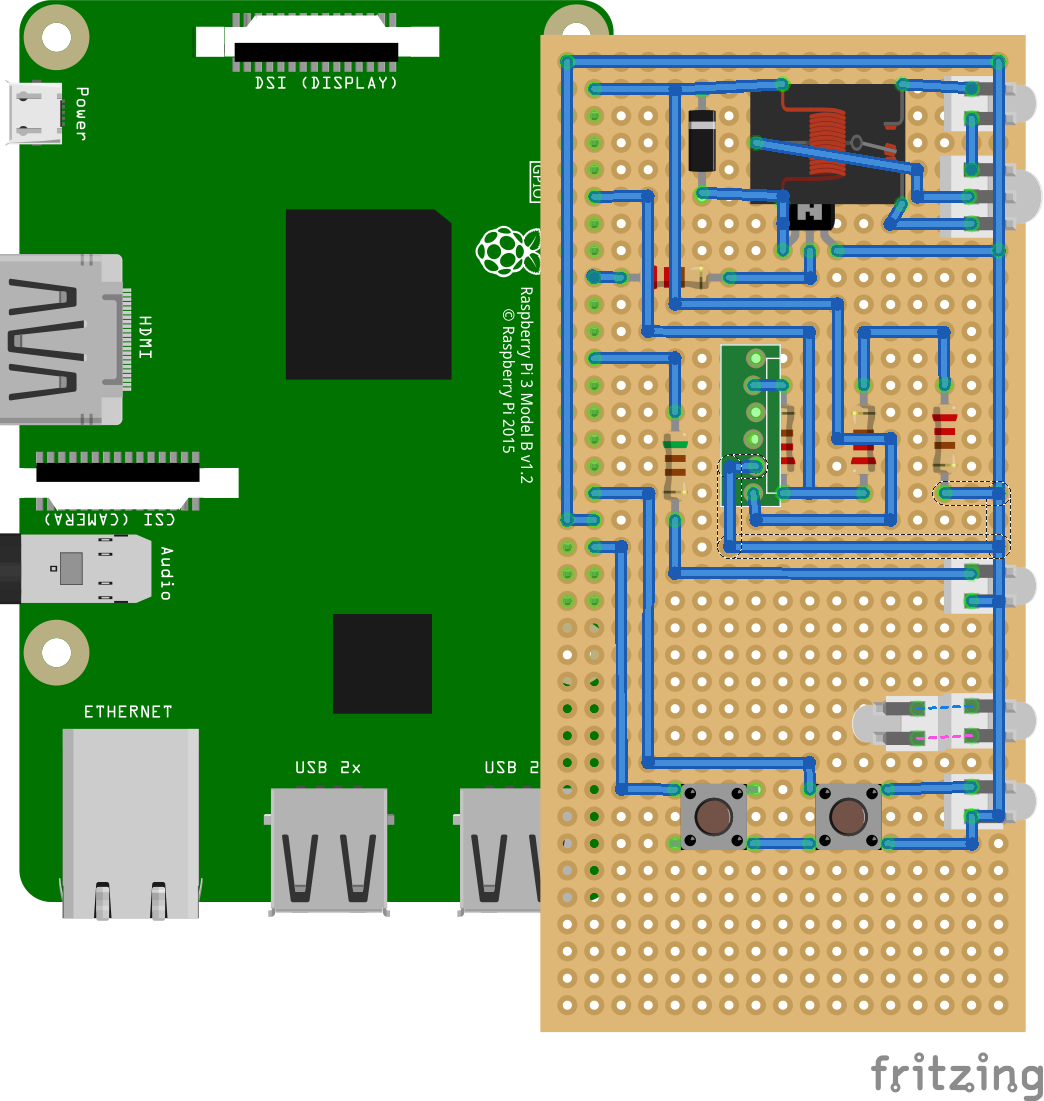 DSI (DISPLAY)
Power
GPIO
HDMI
Raspberry Pi 3 Model B v1.2
© Raspberry Pi 2015
CSI (CAMERA)
Audio
ETHERNET
USB 2x
USB 2
fritzing